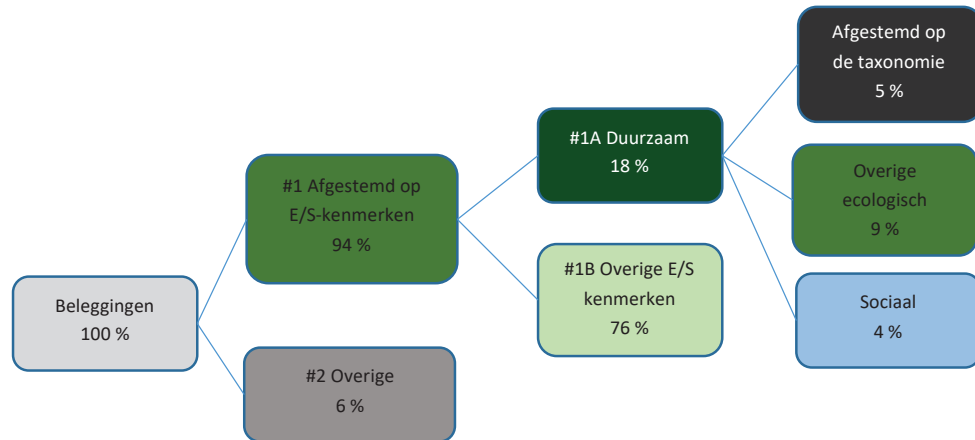 Beleggingen
100 %
#1 Afgestemd op
E/S-kenmerken
94 %
#2 Overige
6 %
#1A Duurzaam
18 %
#1B Overige E/S
kenmerken
76 %
Afgestemd op
de taxonomie
5 %
Overige
ecologisch
9 %
Sociaal
4 %